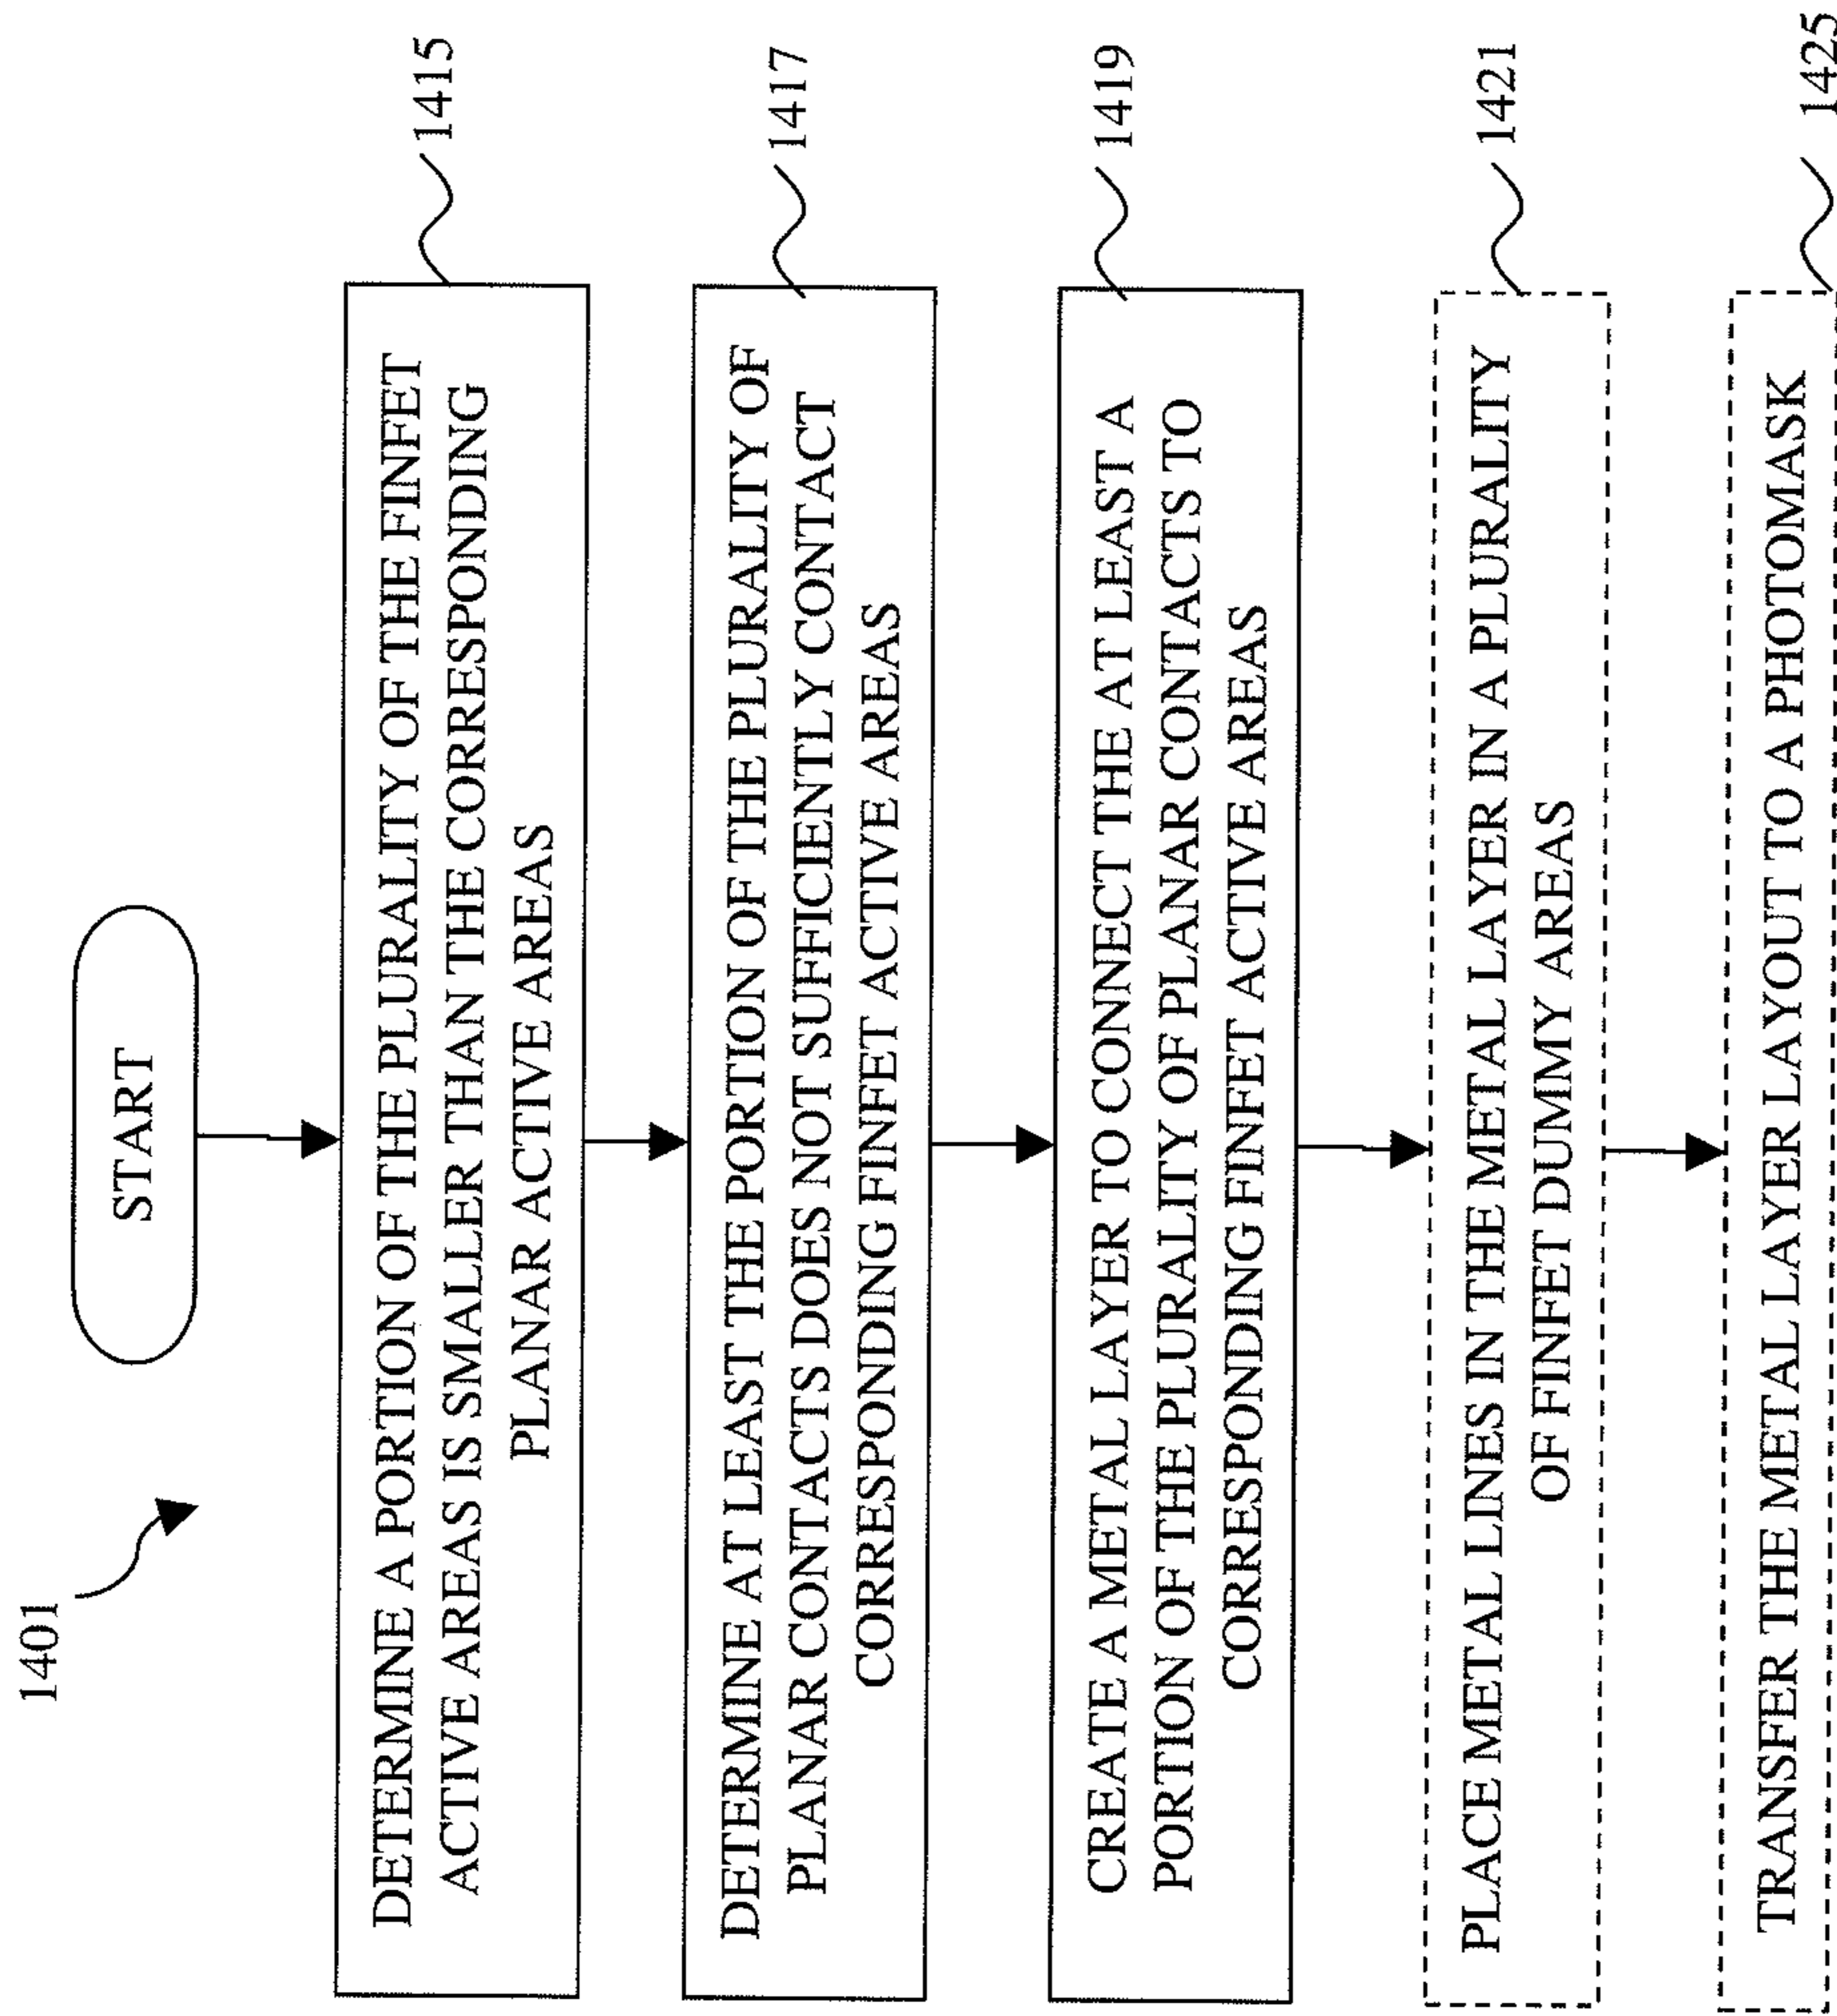 1401
START
DETERMINE A PORTION OF THE PLURALITY OF THE FINFET
ACTIVE AREAS IS SMALLER THAN THE CORRESPONDING
PLANAR ACTIVE AREAS
1415
DETERMINE AT LEAST THE PORTION OF THE PLURALITY OF
PLANAR CONTACTS DOES NOT SUFFICIENTLY CONTACT
CORRESPONDING FINFET ACTIVE AREAS
1417
CREATE A METAL LAYER TO CONNECT THE AT LEAST A
PORTION OF THE PLURALITY OF PLANAR CONTACTS TO
CORRESPONDING FINFET ACTIVE AREAS
1419
PLACE METAL LINES IN THE METAL LAYER IN A PLURALITY
OF FINFET DUMMY AREAS
1421
TRANSFER THE METAL LAYER LAYOUT TO A PHOTOMASK
1425